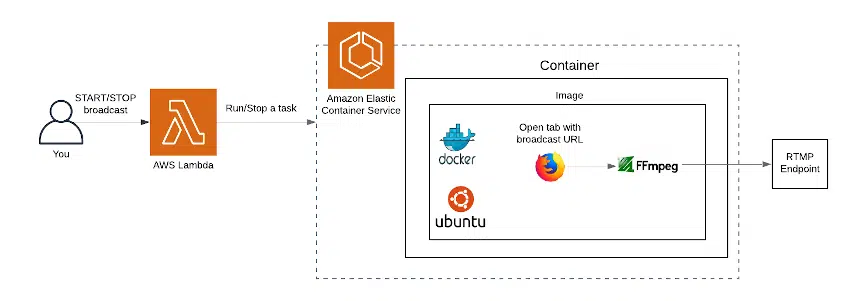 START/STOP
broadcast
You
AWS Lambda
Run/Stop a task
Amazon Elastic
Container Service
Container
Image
docker
ubuntu
Open tab with
broadcast URL
FFmpeg
RTMP
Endpoint